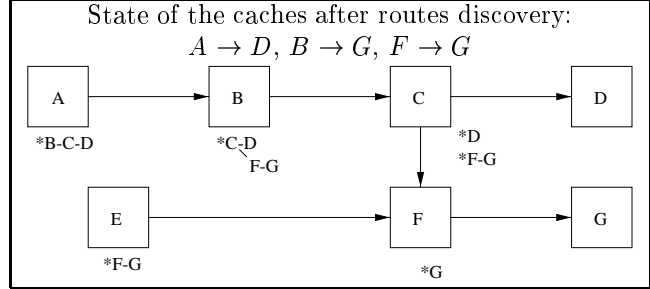 State of the caches after routes discovery:
A → D, B → G, F → G
A
B
C
D
*B-C-D
*C-D
F-G
*D
*F-G
E
F
G
*F-G
*G